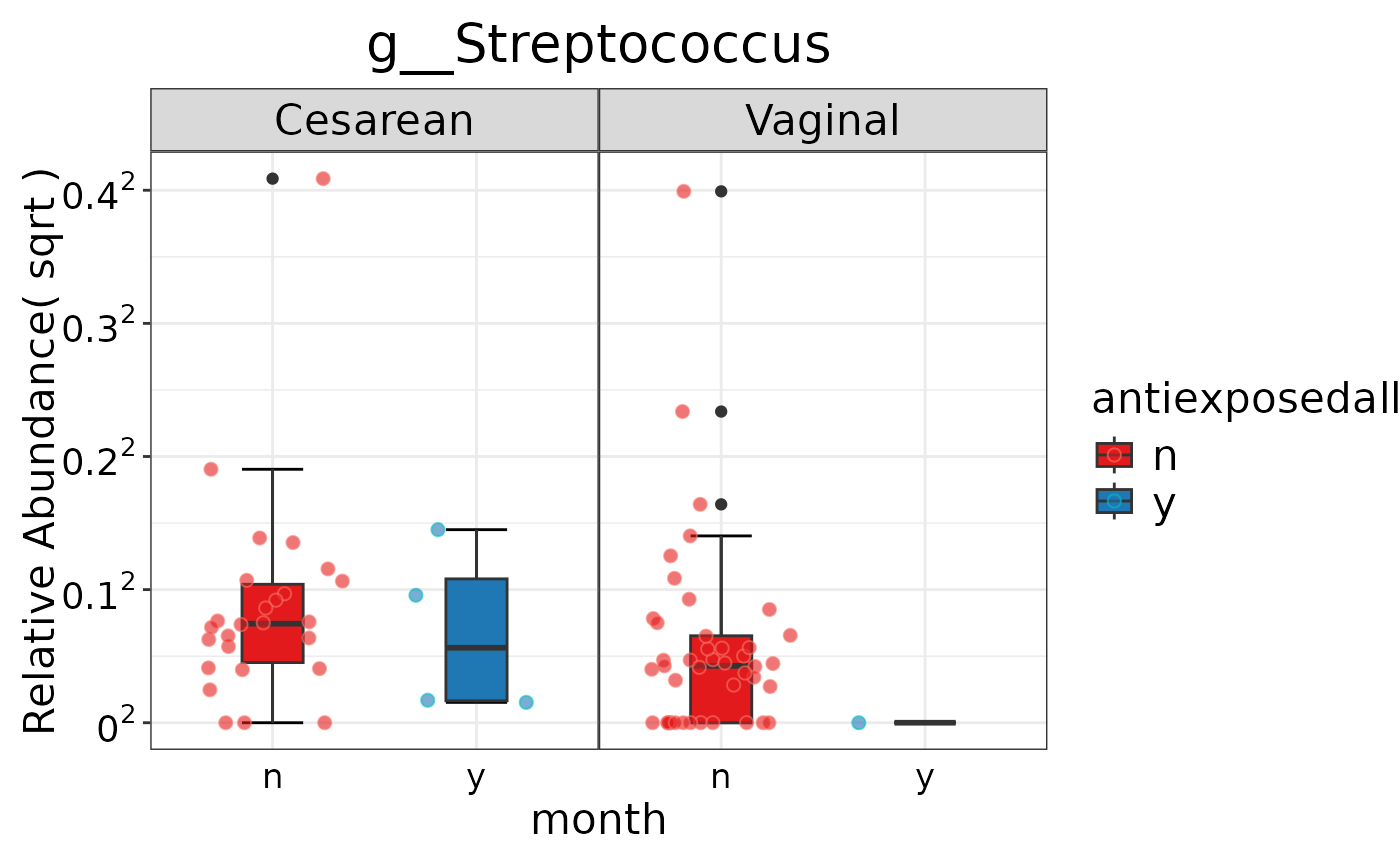 g__Streptococcus
Cesarean Vaginal
Relative Abundance( sqrt )
0.4²
0.3²
0.2²
0.1²
0²
n y n y
month
antiexposedall
n
y